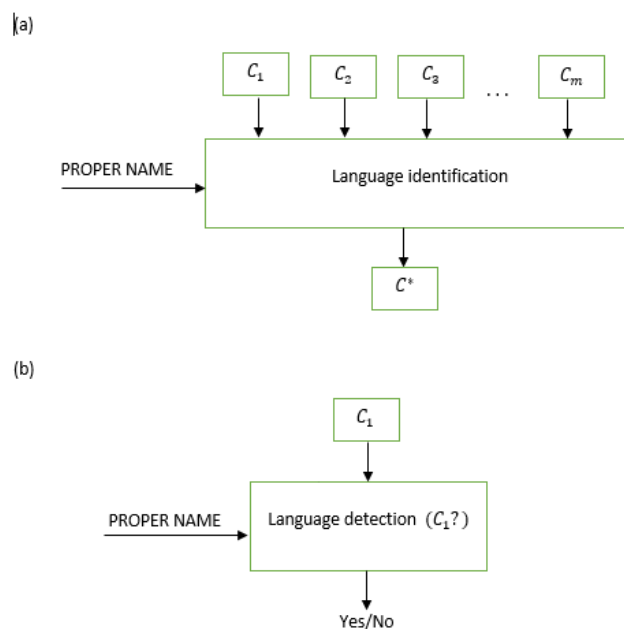 (a)
C₁ C₂ C₃ ... Cₘ
PROPER NAME
Language identification
C*
(b)
C₁
PROPER NAME
Language detection (C₁?)
Yes/No